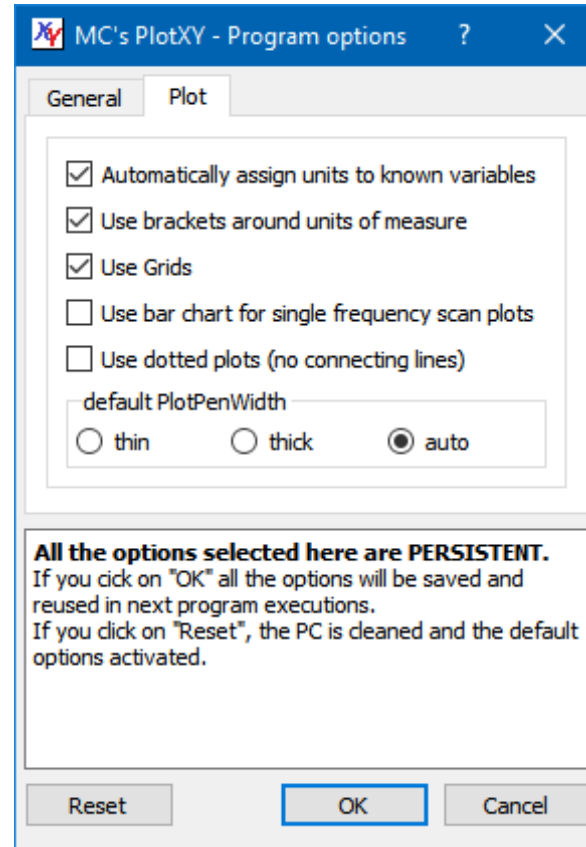 XY MC's PlotXY - Program options ? ✕
General Plot
Automatically assign units to known variables
Use brackets around units of measure
Use Grids
Use bar chart for single frequency scan plots
Use dotted plots (no connecting lines)
default PlotPenWidth
thin thick auto
All the options selected here are PERSISTENT.
If you cick on "OK" all the options will be saved and
reused in next program executions.
If you click on "Reset", the PC is cleaned and the default
options activated.
Reset OK Cancel